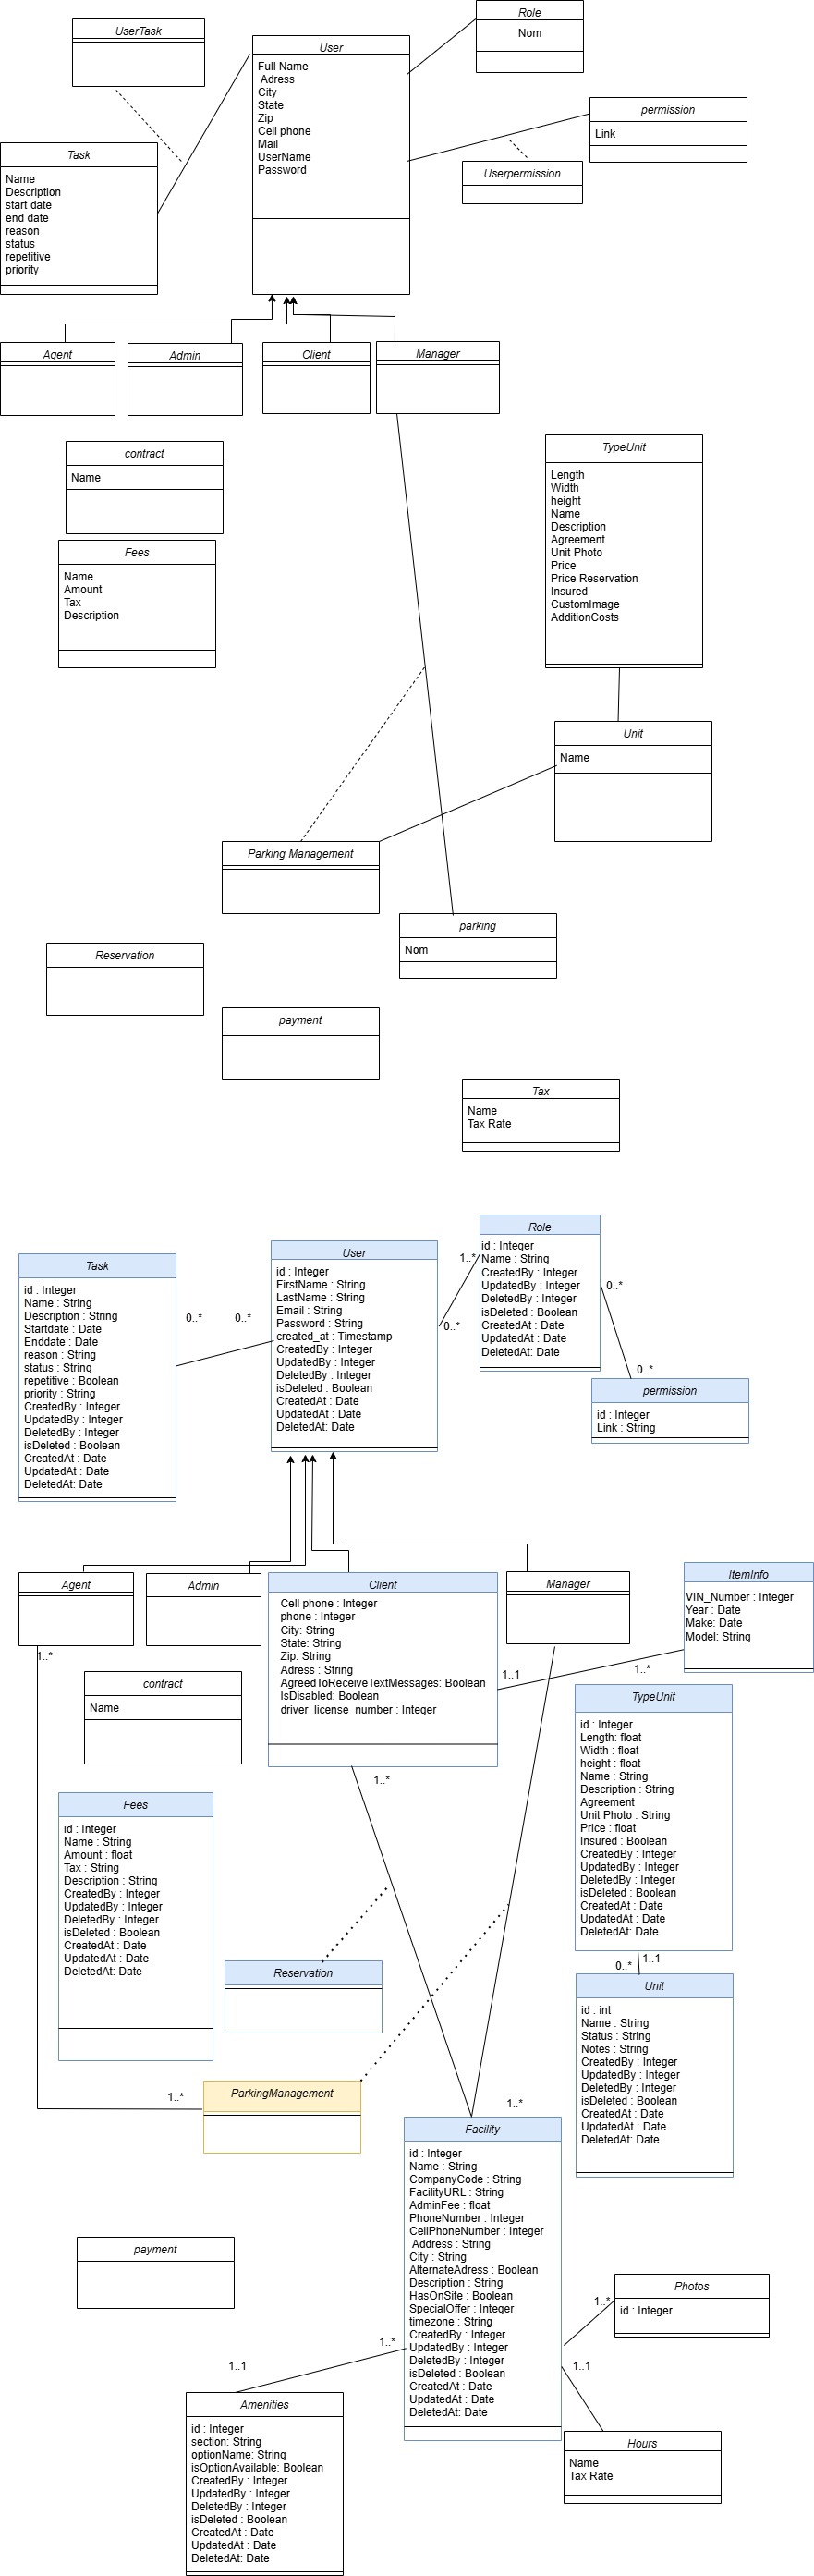 UserTask
User
Full Name
Adress
City
State
Zip
Cell phone
Mail
UserName
Password
Role
Nom
permission
Link
Userpermission
Task
Name
Description
start date
end date
reason
status
repetitive
priority
Agent
Admin
Client
Manager
contract
Name
Fees
Name
Amount
Tax
Description
TypeUnit
Length
Width
height
Name
Description
Agreement
Unit Photo
Price
Price Reservation
Insured
CustomImage
AdditionCosts
Unit
Name
Parking Management
parking
Nom
Reservation
payment
Tax
Name
Tax Rate
Task
id : Integer
Name : String
Description : String
Startdate : Date
Enddate : Date
reason : String
status : String
repetitive : Boolean
priority : String
CreatedBy : Integer
UpdatedBy : Integer
DeletedBy : Integer
isDeleted : Boolean
CreatedAt : Date
UpdatedAt : Date
DeletedAt: Date
0..*
0..*
User
id : Integer
FirstName : String
LastName : String
Email : String
Password : String
created_at : Timestamp
CreatedBy : Integer
UpdatedBy : Integer
DeletedBy : Integer
isDeleted : Boolean
CreatedAt : Date
UpdatedAt : Date
DeletedAt: Date
1..*
0..*
Role
id : Integer
Name : String
CreatedBy : Integer
UpdatedBy : Integer
DeletedBy : Integer
isDeleted : Boolean
CreatedAt : Date
UpdatedAt : Date
DeletedAt: Date
0..*
0..*
permission
id : Integer
Link : String
Agent
Admin
Client
Cell phone : Integer
phone : Integer
City: String
State: String
Zip: String
Adress : String
AgreedToReceiveTextMessages: Boolean
IsDisabled: Boolean
driver_license_number : Integer
Manager
ItemInfo
VIN_Number : Integer
Year : Date
Make: Date
Model: String
1..1
1..*
1..*
contract
Name
TypeUnit
id : Integer
Length: float
Width : float
height : float
Name : String
Description : String
Agreement
Unit Photo : String
Price : float
Insured : Boolean
CreatedBy : Integer
UpdatedBy : Integer
DeletedBy : Integer
isDeleted : Boolean
CreatedAt : Date
UpdatedAt : Date
DeletedAt: Date
1..*
Fees
id : Integer
Name : String
Amount : float
Tax : String
Description : String
CreatedBy : Integer
UpdatedBy : Integer
DeletedBy : Integer
isDeleted : Boolean
CreatedAt : Date
UpdatedAt : Date
DeletedAt: Date
1..1
0..*
Reservation
Unit
id : int
Name : String
Status : String
Notes : String
CreatedBy : Integer
UpdatedBy : Integer
DeletedBy : Integer
isDeleted : Boolean
CreatedAt : Date
UpdatedAt : Date
DeletedAt: Date
1..*
ParkingManagement
1..*
Facility
id : Integer
Name : String
CompanyCode : String
FacilityURL : String
AdminFee : float
PhoneNumber : Integer
CellPhoneNumber : Integer
Address : String
City : String
AlternateAdress : Boolean
Description : String
HasOnSite : Boolean
SpecialOffer : Integer
timezone : String
CreatedBy : Integer
UpdatedBy : Integer
DeletedBy : Integer
isDeleted : Boolean
CreatedAt : Date
UpdatedAt : Date
DeletedAt: Date
payment
Photos
id : Integer
1..*
1..*
1..1
1..1
Amenities
id : Integer
section: String
optionName: String
isOptionAvailable: Boolean
CreatedBy : Integer
UpdatedBy : Integer
DeletedBy : Integer
isDeleted : Boolean
CreatedAt : Date
UpdatedAt : Date
DeletedAt: Date
Hours
Name
Tax Rate